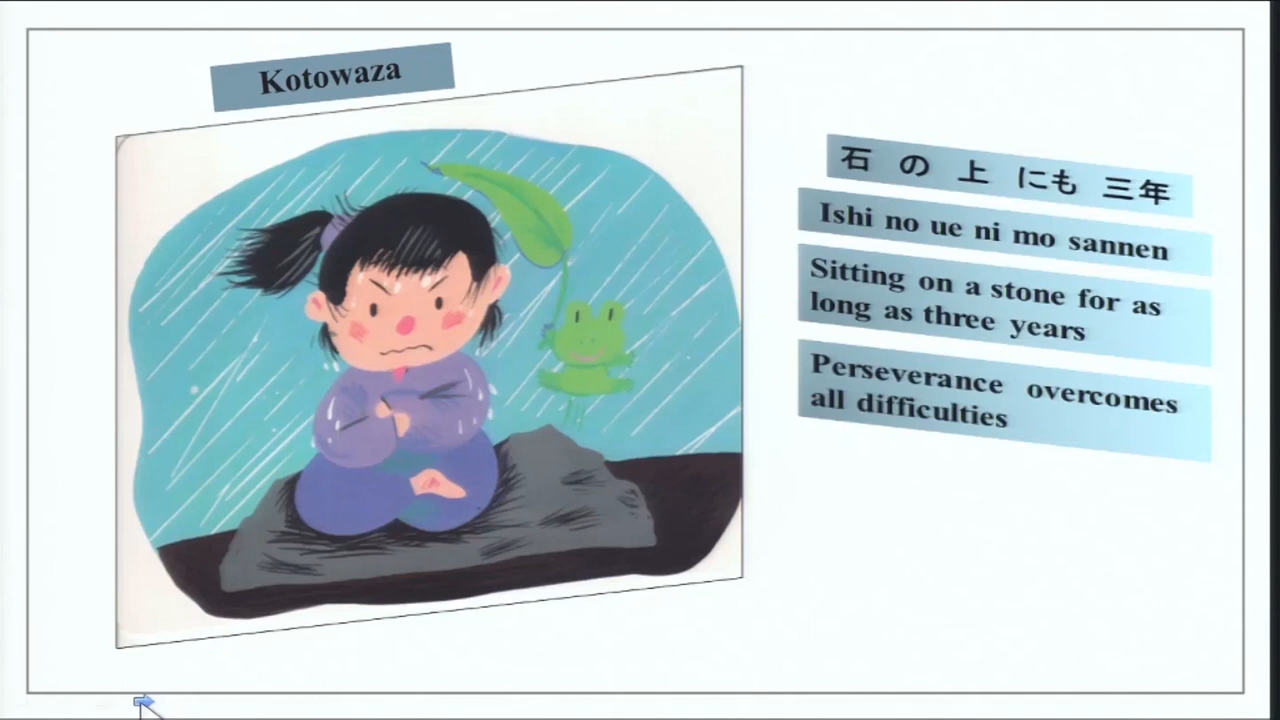 Kotowaza
石 の 上 にも 三年
Ishi no ue ni mo sannen
Sitting on a stone for as
long as three years
Perseverance overcomes
all difficulties